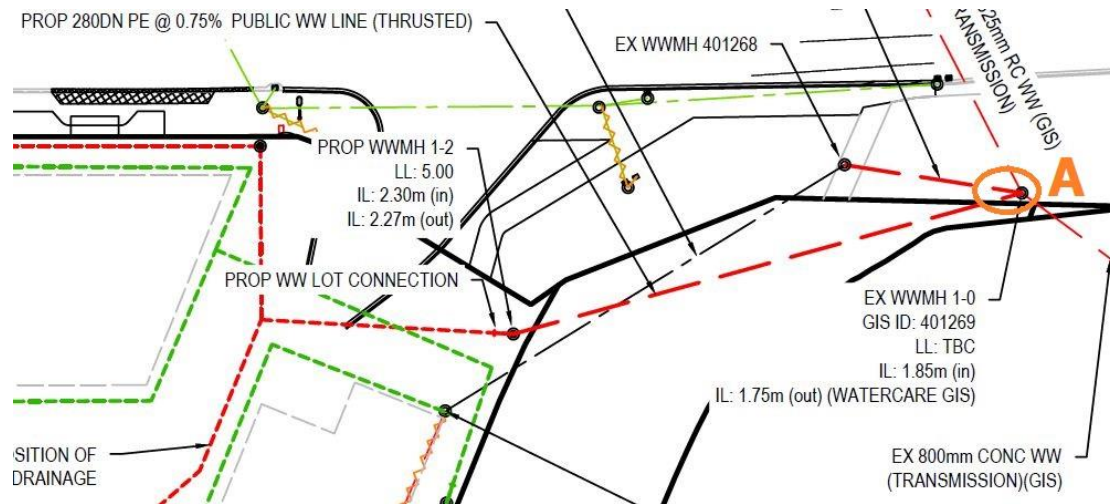 PROP 280DN PE @ 0.75% PUBLIC WW LINE (THRUSTED)
EX WWMH 401268
525mm RC WW (GIS)
(TRANSMISSION)
A
PROP WWMH 1-2
LL: 5.00
IL: 2.30m (in)
IL: 2.27m (out)
PROP WW LOT CONNECTION
EX WWMH 1-0
GIS ID: 401269
LL: TBC
IL: 1.85m (in)
IL: 1.75m (out) (WATERCARE GIS)
SITION OF
DRAINAGE
EX 800mm CONC WW
(TRANSMISSION)(GIS)